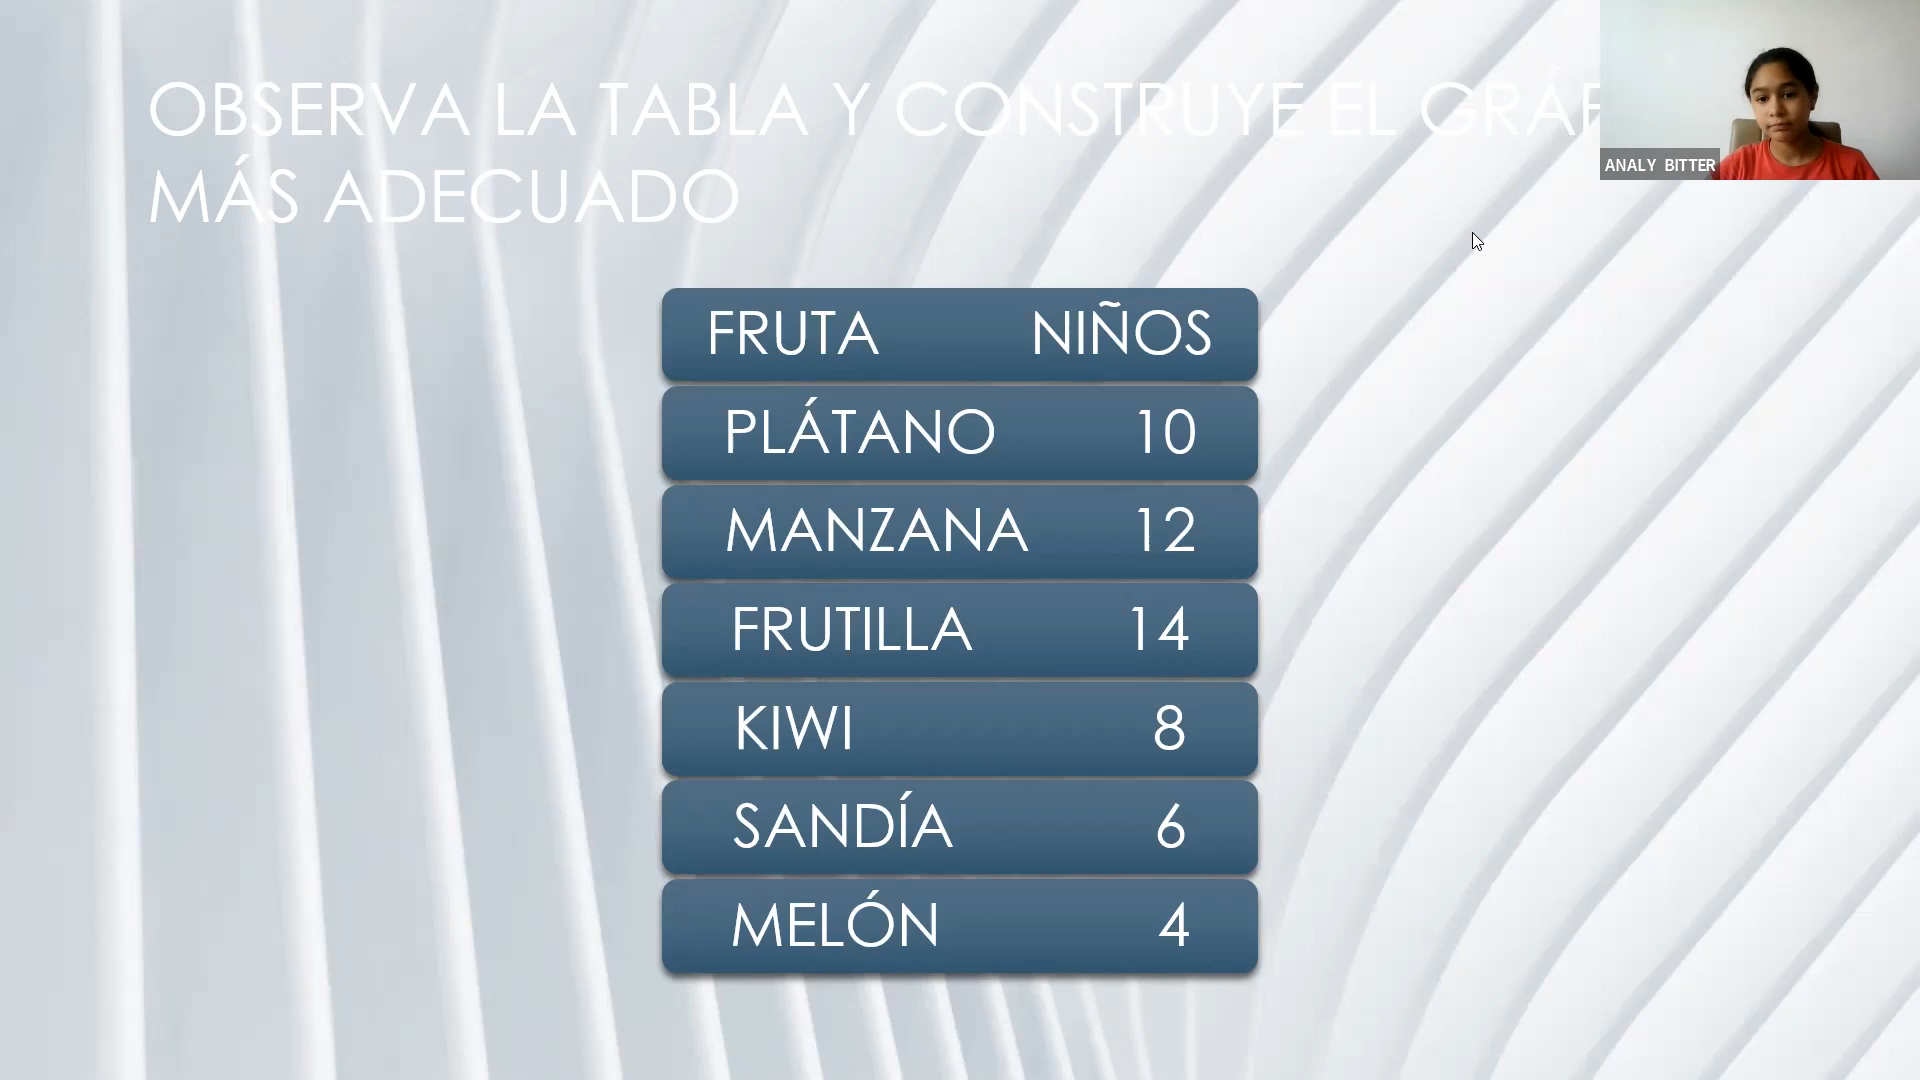 OBSERVA LA TABLA Y CONSTRUYE EL
MÁS ADECUADO
ANALY BITTER
FRUTA NIÑOS
PLÁTANO 10
MANZANA 12
FRUTILLA 14
KIWI 8
SANDÍA 6
MELÓN 4